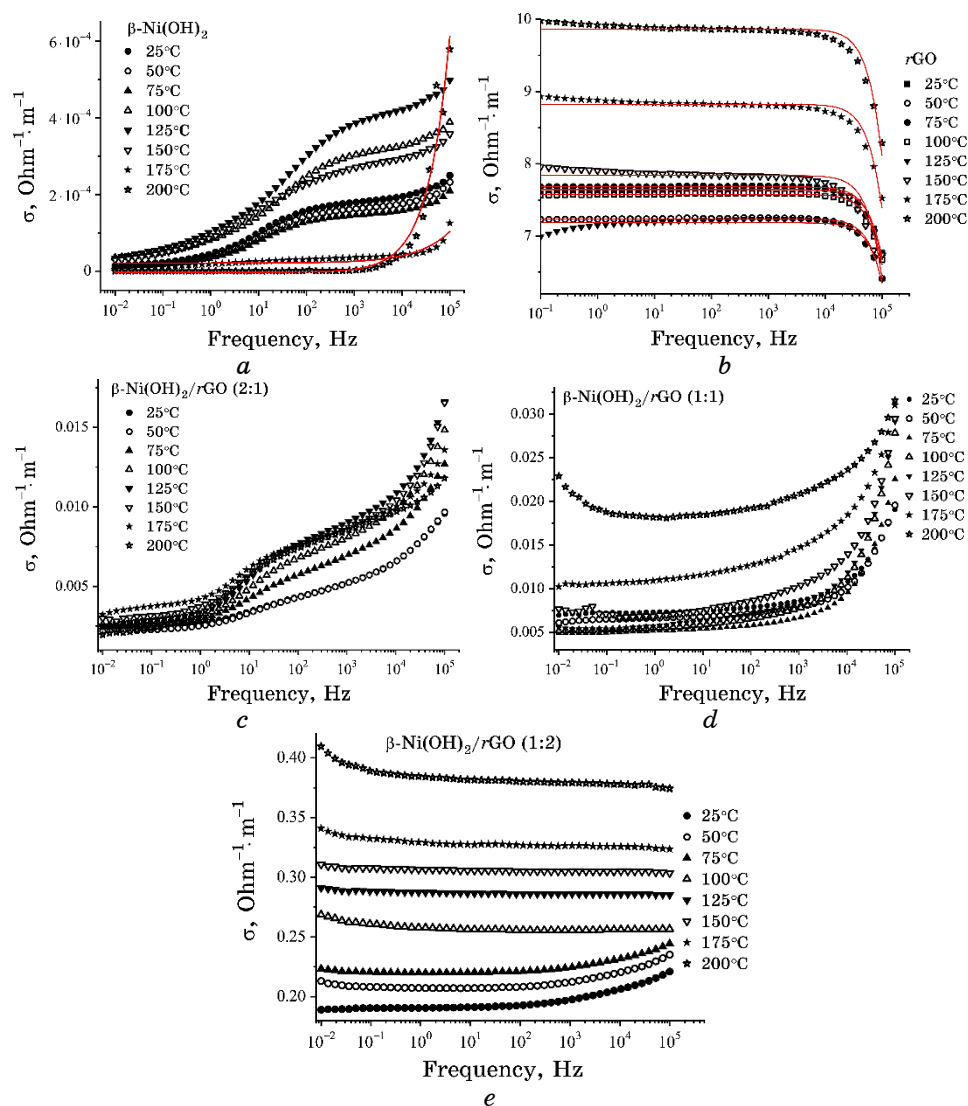 β-Ni(OH)₂
25°C
50°C
75°C
100°C
125°C
150°C
175°C
200°C
6·10⁻⁴
4·10⁻⁴
2·10⁻⁴
0
σ, Ohm⁻¹·m⁻¹
10⁻² 10⁻¹ 10⁰ 10¹ 10² 10³ 10⁴ 10⁵
Frequency, Hz
a
rGO
25°C
50°C
75°C
100°C
125°C
150°C
175°C
200°C
10
9
8
7
σ, Ohm⁻¹·m⁻¹
10⁻¹ 10⁰ 10¹ 10² 10³ 10⁴ 10⁵
Frequency, Hz
b
β-Ni(OH)₂/rGO (2:1)
25°C
50°C
75°C
100°C
125°C
150°C
175°C
200°C
0.015
0.010
0.005
σ, Ohm⁻¹·m⁻¹
10⁻² 10⁻¹ 10⁰ 10¹ 10² 10³ 10⁴ 10⁵
Frequency, Hz
c
β-Ni(OH)₂/rGO (1:1)
25°C
50°C
75°C
100°C
125°C
150°C
175°C
200°C
0.030
0.025
0.020
0.015
0.010
0.005
σ, Ohm⁻¹·m⁻¹
10⁻² 10⁻¹ 10⁰ 10¹ 10² 10³ 10⁴ 10⁵
Frequency, Hz
d
β-Ni(OH)₂/rGO (1:2)
25°C
50°C
75°C
100°C
125°C
150°C
175°C
200°C
0.40
0.35
0.30
0.25
0.20
σ, Ohm⁻¹·m⁻¹
10⁻² 10⁻¹ 10⁰ 10¹ 10² 10³ 10⁴ 10⁵
Frequency, Hz
e